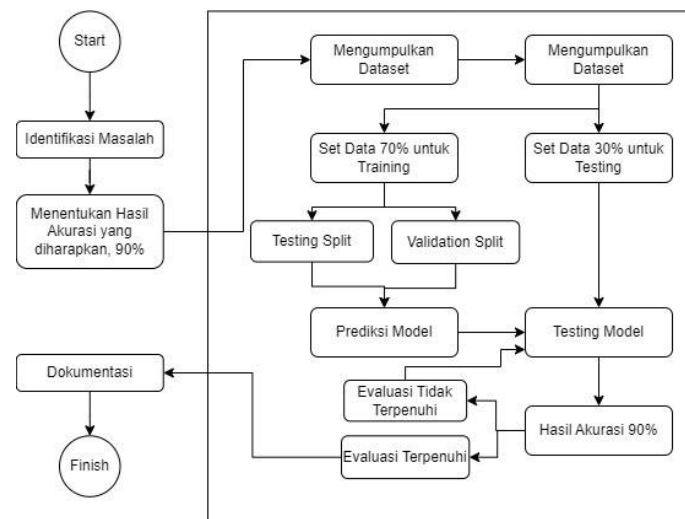 Start
Identifikasi Masalah
Menentukan Hasil
Akurasi yang
diharapkan, 90%
Mengumpulkan
Dataset
Mengumpulkan
Dataset
Set Data 70% untuk
Training
Set Data 30% untuk
Testing
Testing Split
Validation Split
Prediksi Model
Testing Model
Evaluasi Tidak
Terpenuhi
Hasil Akurasi 90%
Evaluasi Terpenuhi
Dokumentasi
Finish